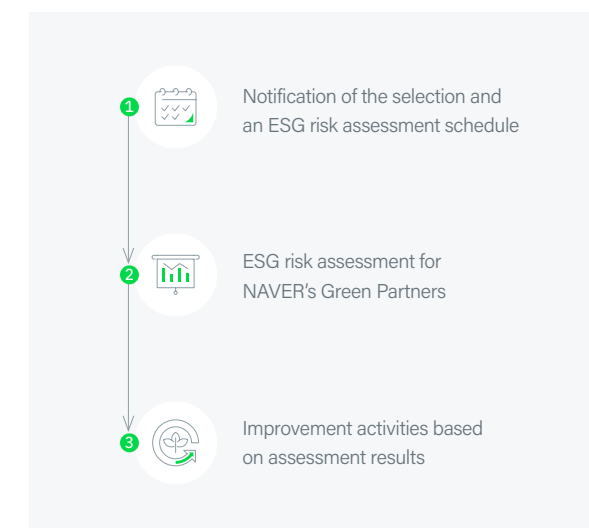 1
Notification of the selection and
an ESG risk assessment schedule
2
ESG risk assessment for
NAVER's Green Partners
3
Improvement activities based
on assessment results